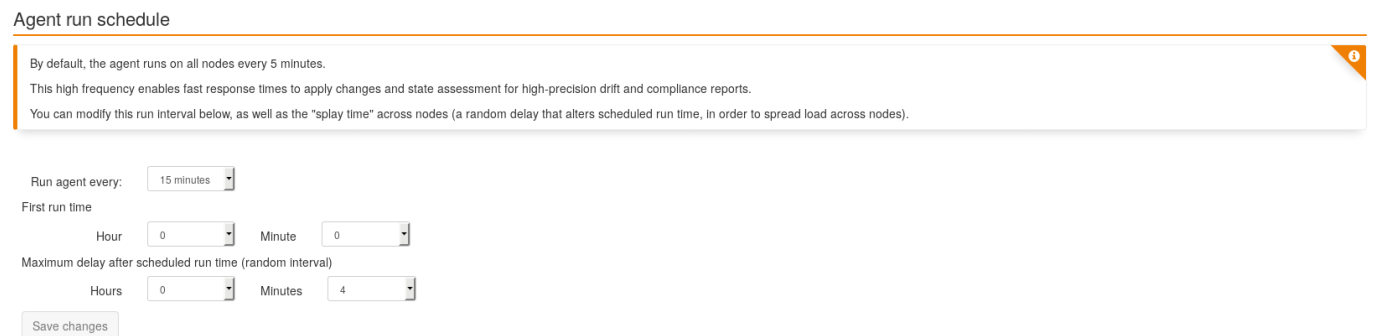 Agent run schedule
By default, the agent runs on all nodes every 5 minutes.
This high frequency enables fast response times to apply changes and state assessment for high-precision drift and compliance reports.
You can modify this run interval below, as well as the "splay time" across nodes (a random delay that alters scheduled run time, in order to spread load across nodes).
Run agent every: 15 minutes
First run time
Hour 0 Minute 0
Maximum delay after scheduled run time (random interval)
Hours 0 Minutes 4
Save changes